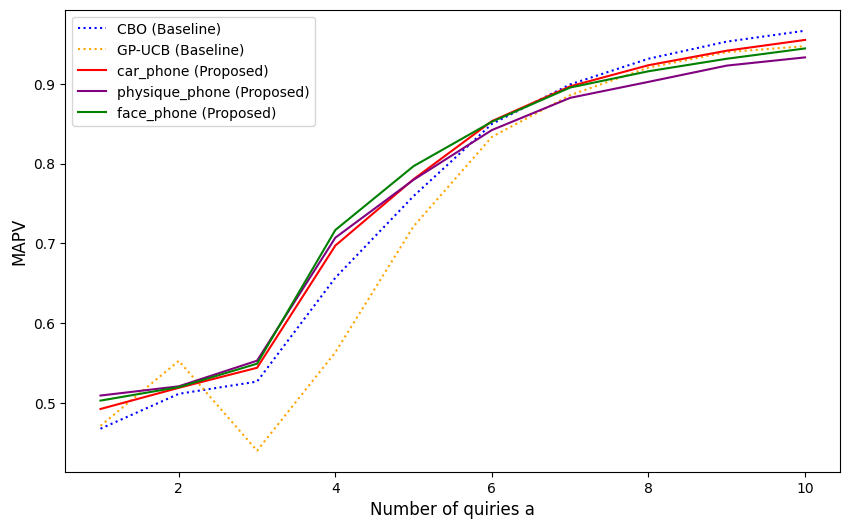 CBO (Baseline)
GP-UCB (Baseline)
car_phone (Proposed)
physique_phone (Proposed)
face_phone (Proposed)
0.9
0.8
0.7
0.6
0.5
MAPV
2 4 6 8 10
Number of quiries a